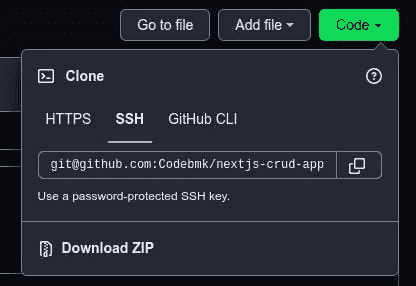 Go to file Add file Code
Clone
HTTPS SSH GitHub CLI
git@github.com:Codebmk/nextjs-crud-app
Use a password-protected SSH key.
Download ZIP